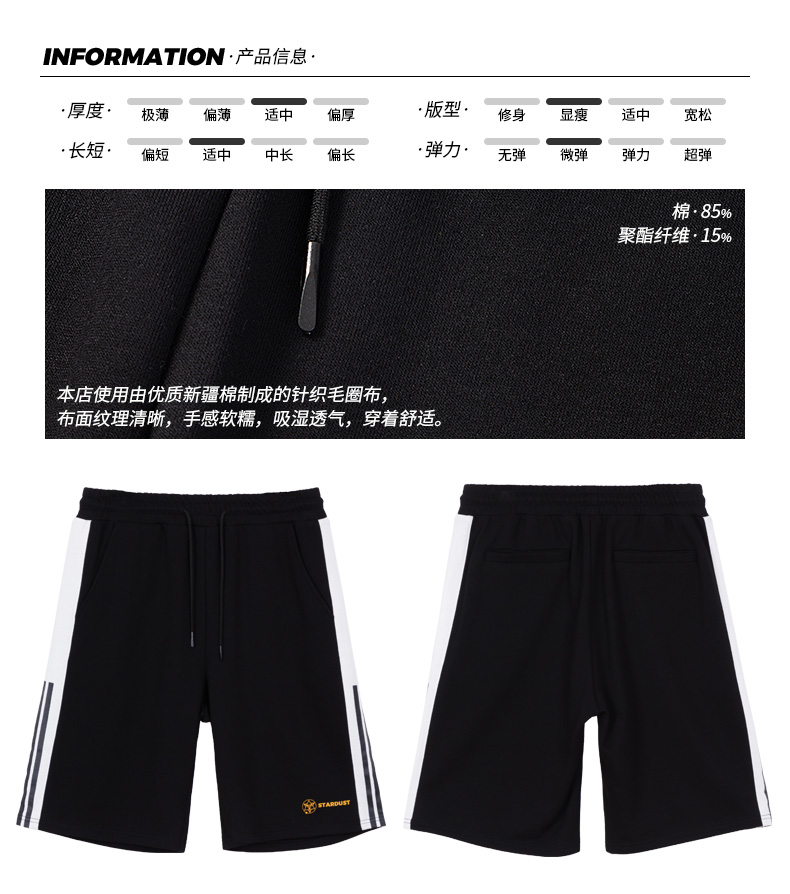 INFORMATION ·产品信息·
·厚度· 极薄 偏薄 适中 偏厚
·版型· 修身 显瘦 适中 宽松
·长短· 偏短 适中 中长 偏长
·弹力· 无弹 微弹 弹力 超弹
棉·85%
聚酯纤维·15%
本店使用由优质新疆棉制成的针织毛圈布，
布面纹理清晰，手感软糯，吸湿透气，穿着舒适。
STARDUST